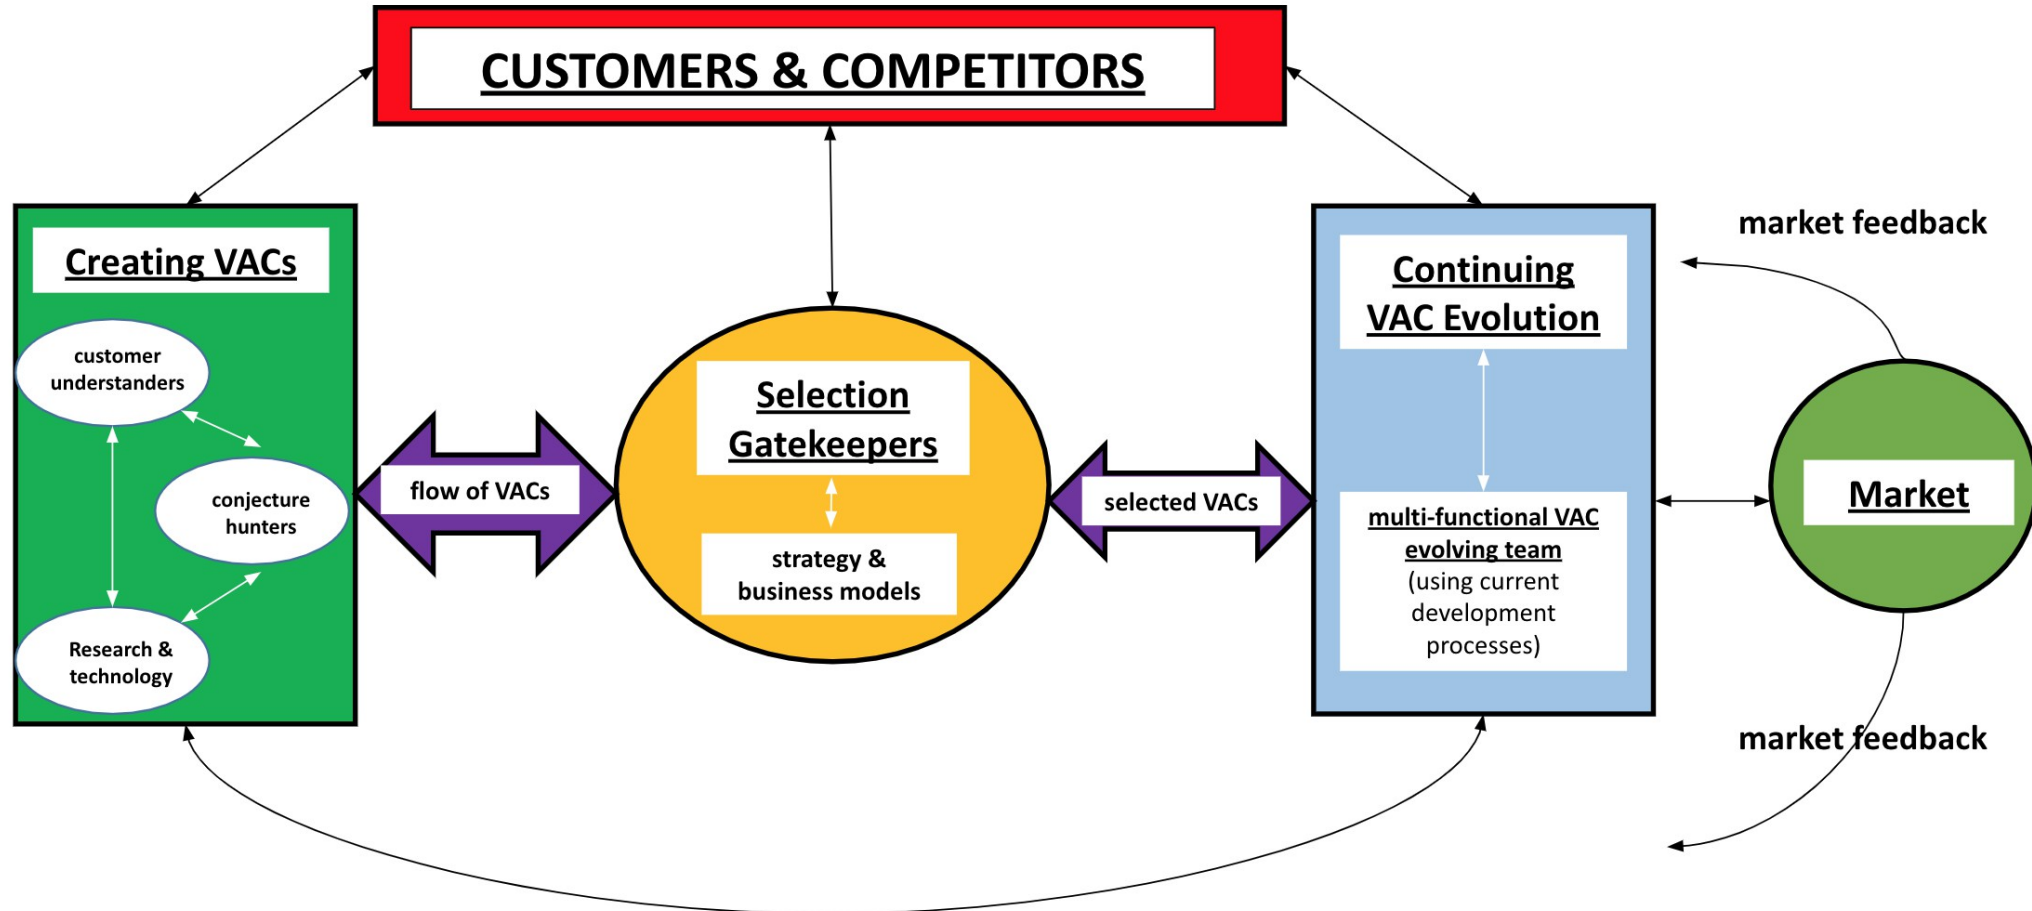 CUSTOMERS & COMPETITORS
Creating VACs
customer
understanders
conjecture
hunters
Research &
technology
flow of VACs
Selection
Gatekeepers
strategy &
business models
selected VACs
Continuing
VAC Evolution
multi-functional VAC
evolving team
(using current
development
processes)
market feedback
Market
market feedback